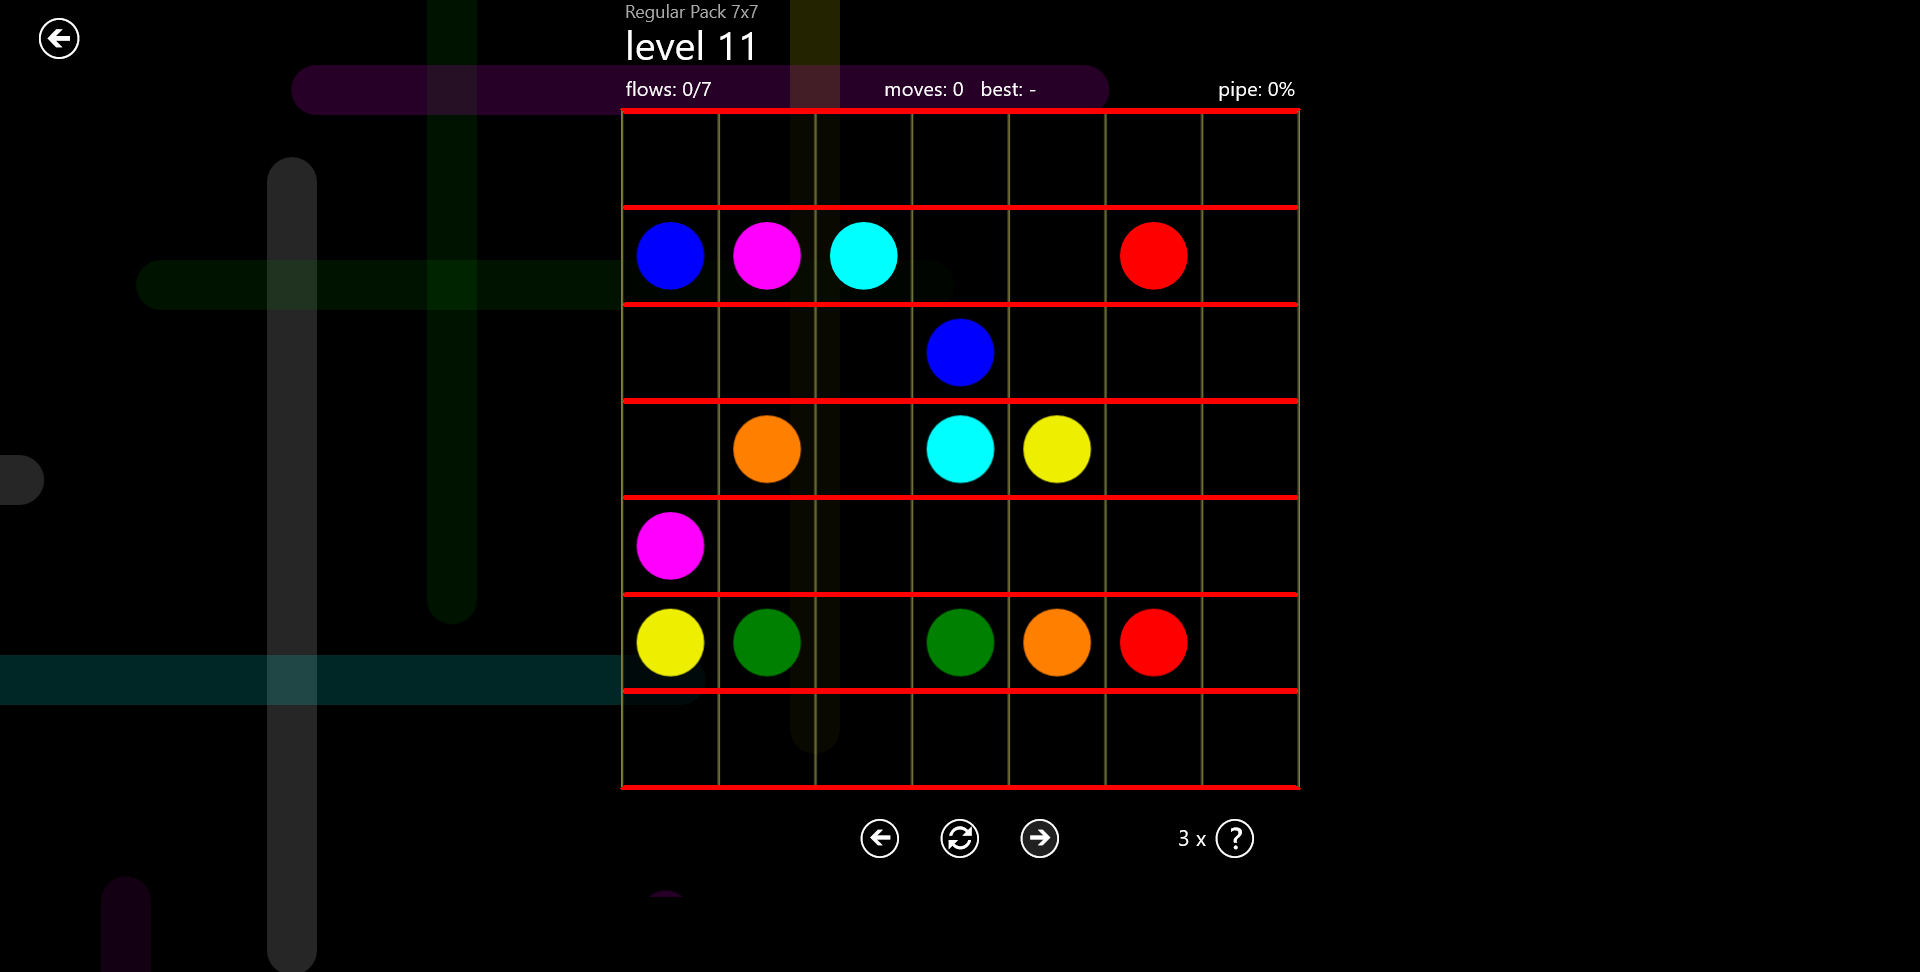 Regular Pack 7x7
level 11
flows: 0/7 moves: 0 best: - pipe: 0%
3 x ?